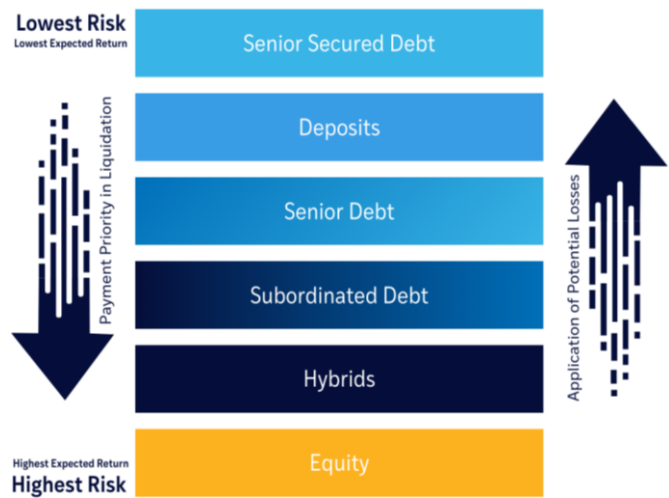 Lowest Risk
Lowest Expected Return
Senior Secured Debt
Deposits
Senior Debt
Subordinated Debt
Hybrids
Equity
Payment Priority in Liquidation
Application of Potential Losses
Highest Expected Return
Highest Risk